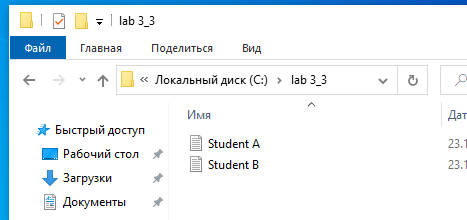 lab 3_3
Файл Главная Поделиться Вид
« Локальный диск (C:) › lab 3_3
Имя
Быстрый доступ
Student A 23.1
Рабочий стол
Student B 23.1
Загрузки
Документы